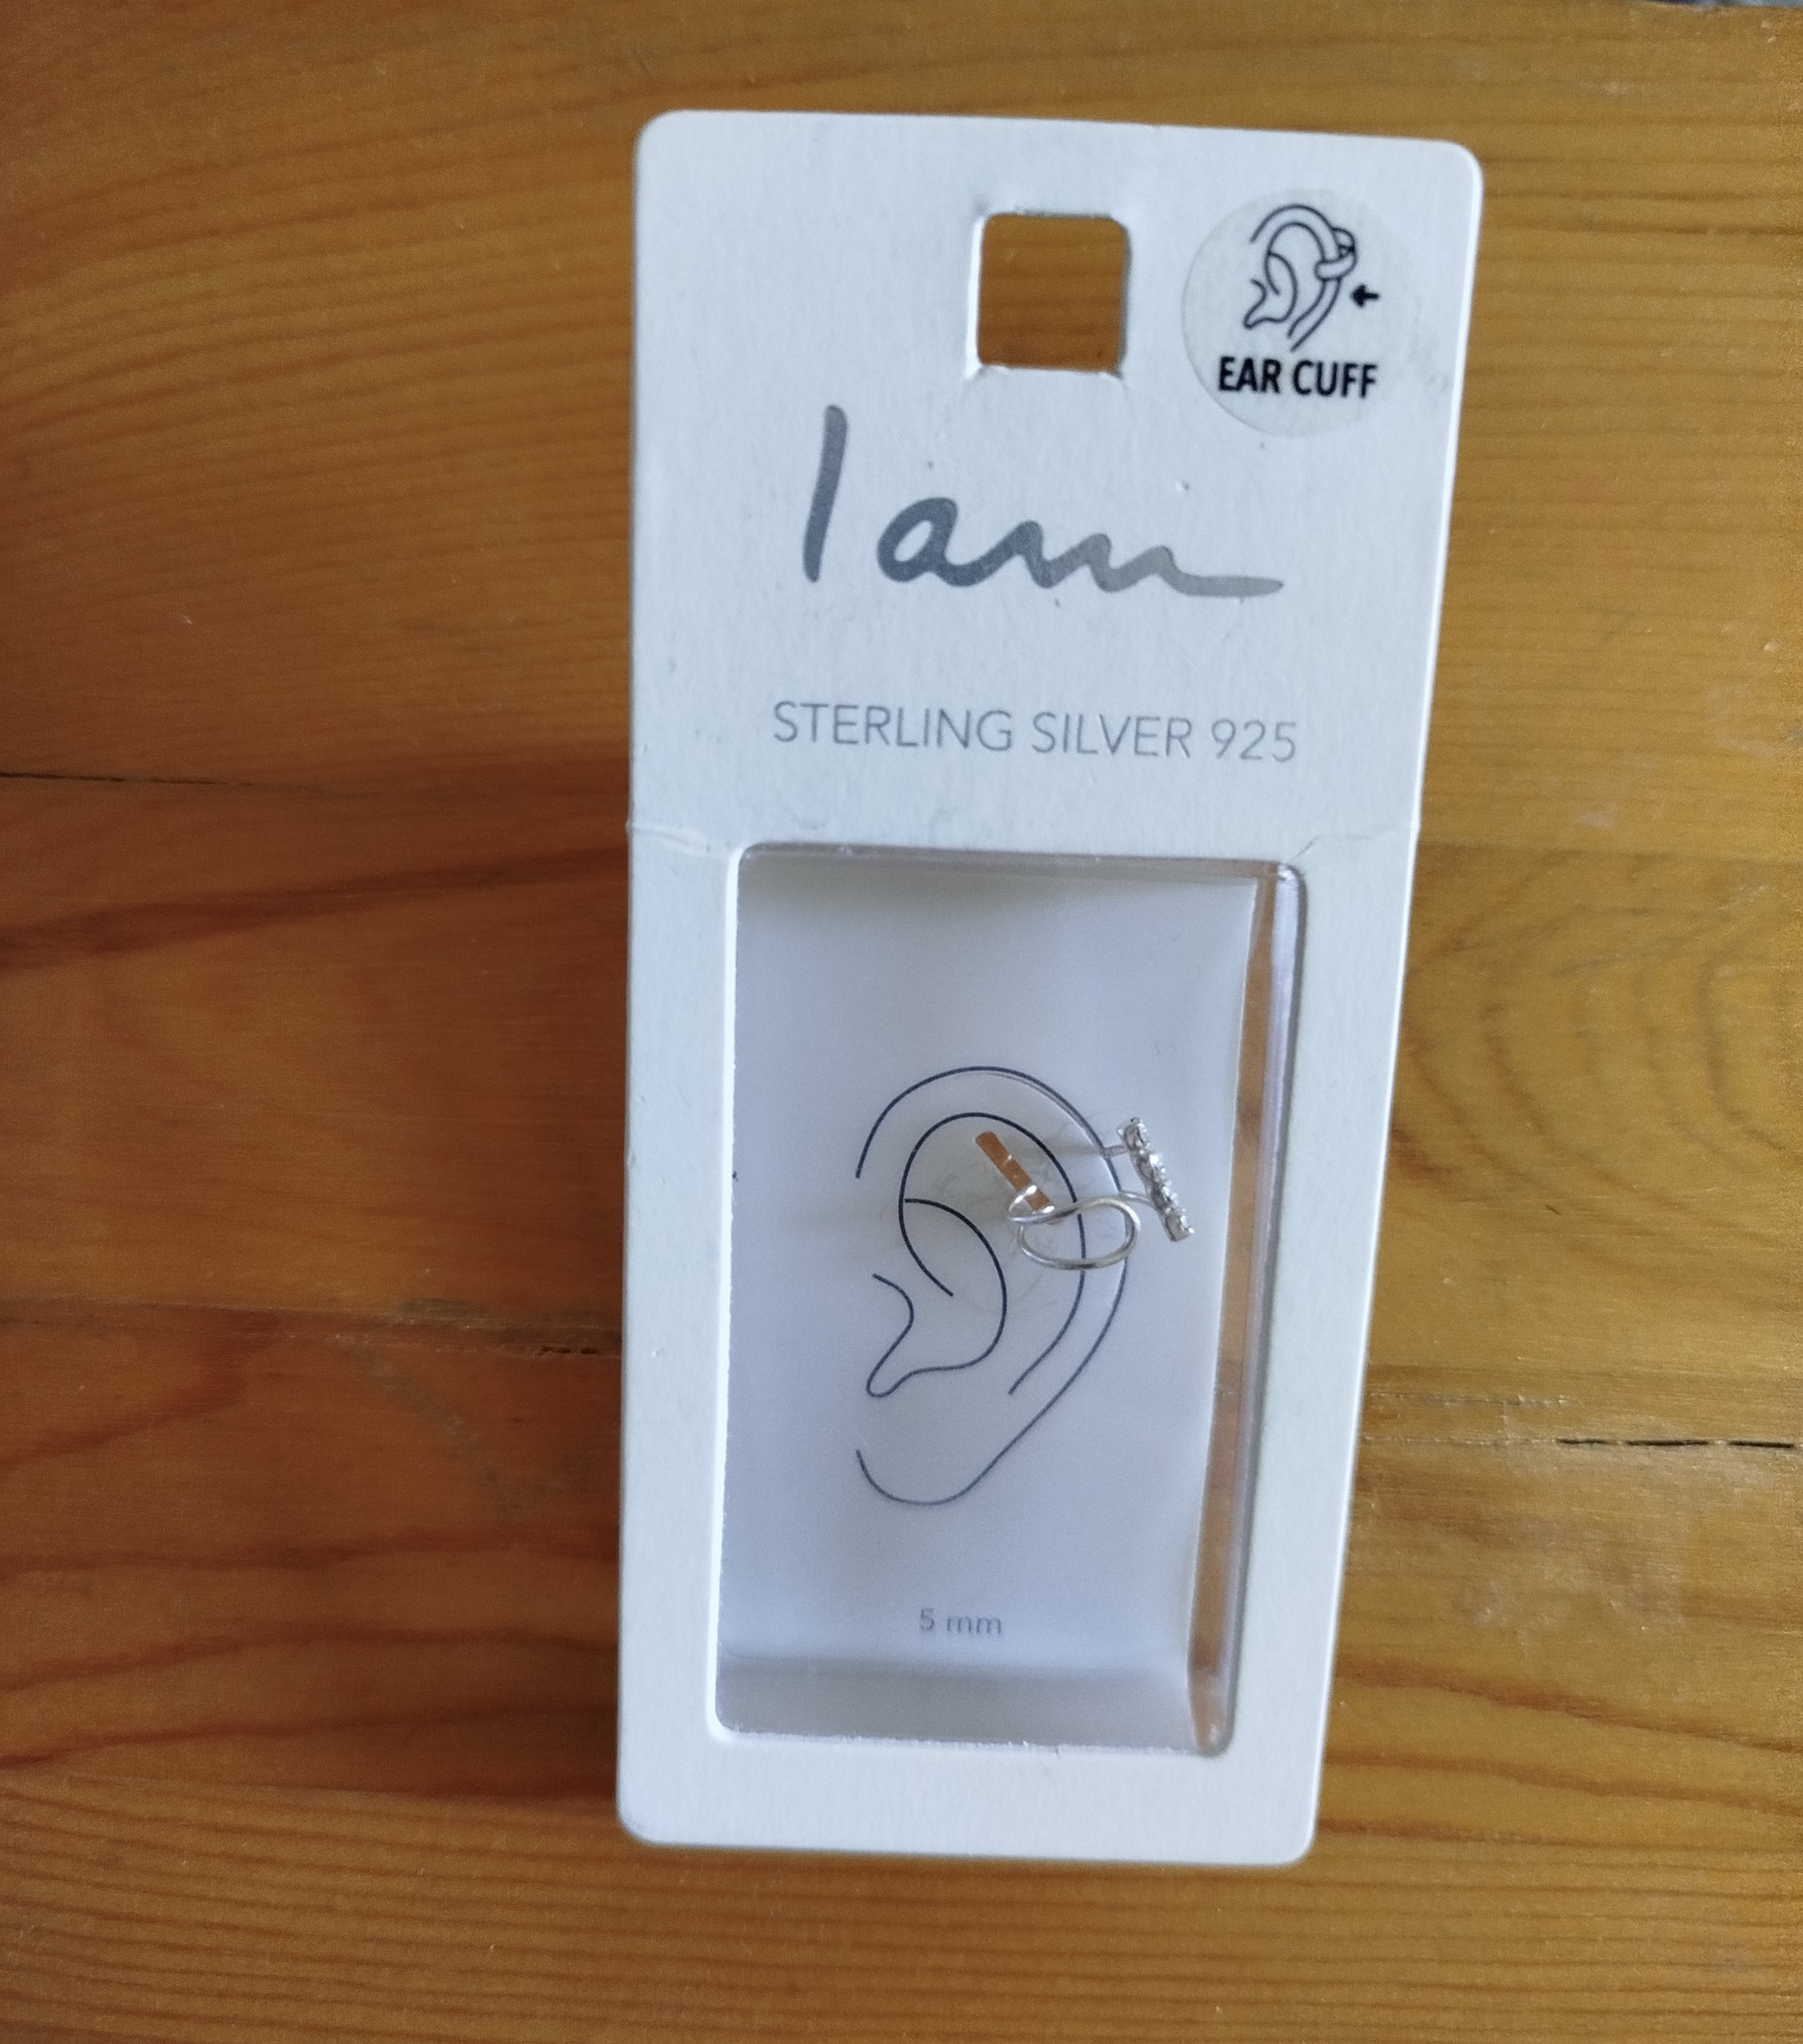 EAR CUFF
I am
STERLING SILVER 925
5 mm